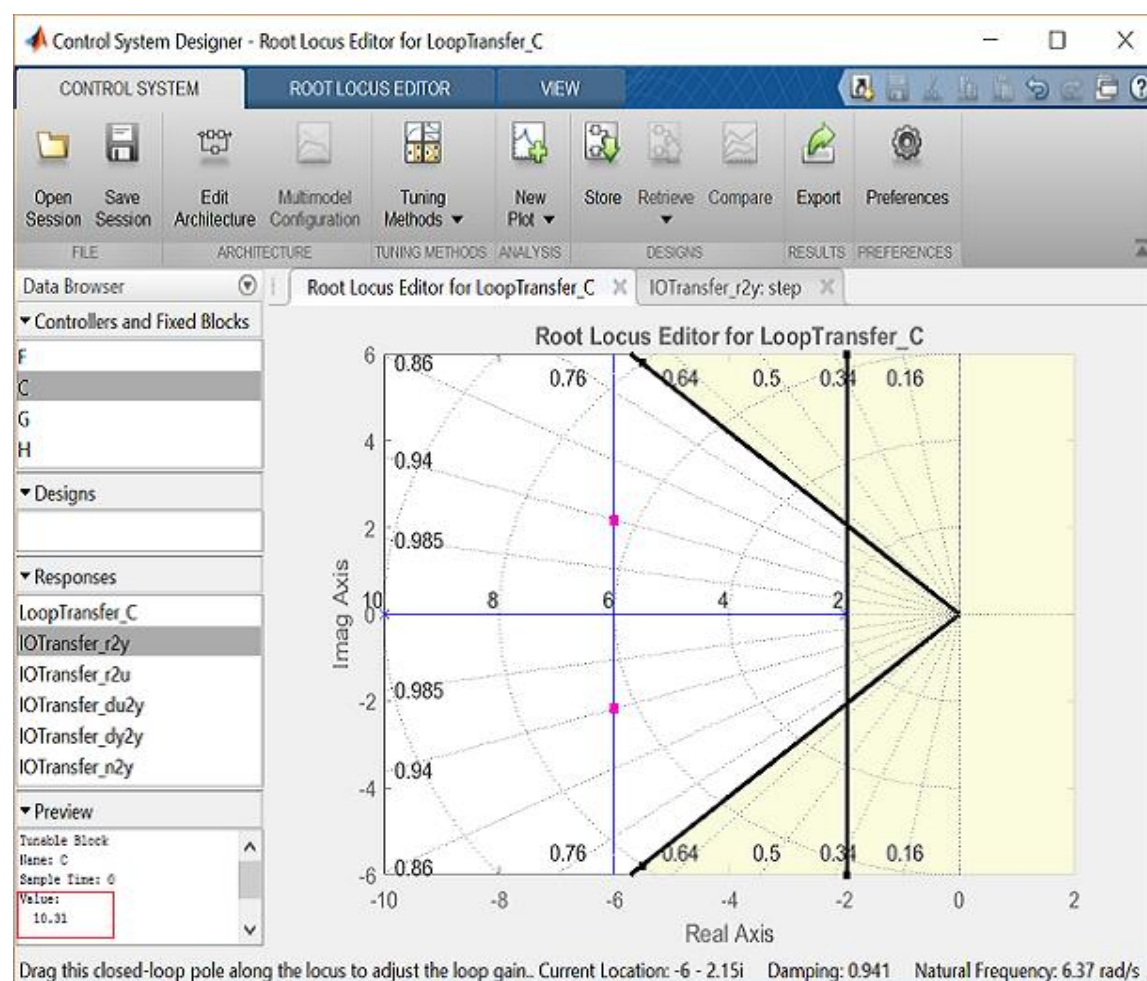 Control System Designer - Root Locus Editor for LoopTransfer_C
CONTROL SYSTEM ROOT LOCUS EDITOR VIEW
Open Session
Save Session
Edit Architecture
Multimodel Configuration
Tuning Methods
New Plot
Store
Retrieve
Compare
Export
Preferences
FILE ARCHITECTURE TUNING METHODS ANALYSIS DESIGNS RESULTS PREFERENCES
Data Browser
Controllers and Fixed Blocks
F
C
G
H
Designs
Responses
LoopTransfer_C
IOTransfer_r2y
IOTransfer_r2u
IOTransfer_du2y
IOTransfer_dy2y
IOTransfer_n2y
Preview
Tunable Block
Name: C
Sample Time: 0
Value:
10.31
Root Locus Editor for LoopTransfer_C IOTransfer_r2y: step
Root Locus Editor for LoopTransfer_C
6 0.86 0.76 0.64 0.5 0.34 0.16
4
0.94
2
0.985
10 8 6 4 2
0
0.985
-2
0.94
-4
0.86 0.76 0.64 0.5 0.34 0.16
-6
-10 -8 -6 -4 -2 0 2
Imag Axis
Real Axis
Drag this closed-loop pole along the locus to adjust the loop gain.. Current Location: -6 - 2.15i Damping: 0.941 Natural Frequency: 6.37 rad/s